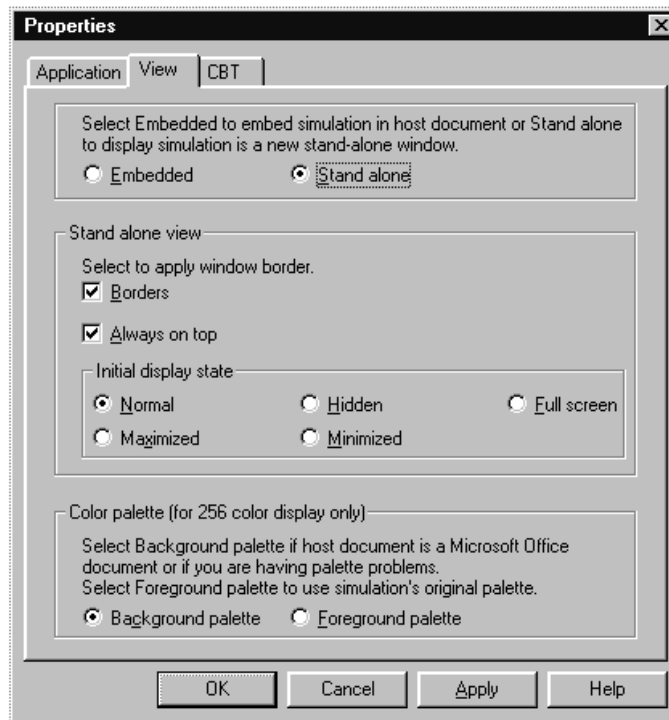 Properties
Application View CBT
Select Embedded to embed simulation in host document or Stand alone
to display simulation is a new stand-alone window.
Embedded Stand alone
Stand alone view
Select to apply window border.
Borders
Always on top
Initial display state
Normal Hidden Full screen
Maximized Minimized
Color palette (for 256 color display only)
Select Background palette if host document is a Microsoft Office
document or if you are having palette problems.
Select Foreground palette to use simulation's original palette.
Background palette Foreground palette
OK Cancel Apply Help